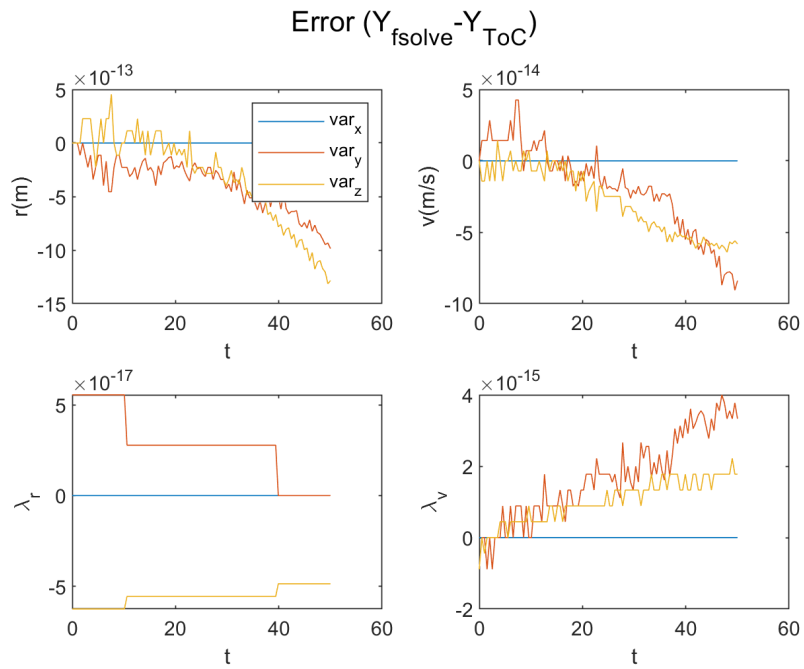 Error (Y_fsolve-Y_ToC)
×10^-13
r(m)
5
0
-5
-10
-15
0 20 40 60
t
var_x
var_y
var_z
×10^-14
v(m/s)
5
0
-5
-10
0 20 40 60
t
×10^-17
λ_r
5
0
-5
0 20 40 60
t
×10^-15
λ_v
4
2
0
-2
0 20 40 60
t